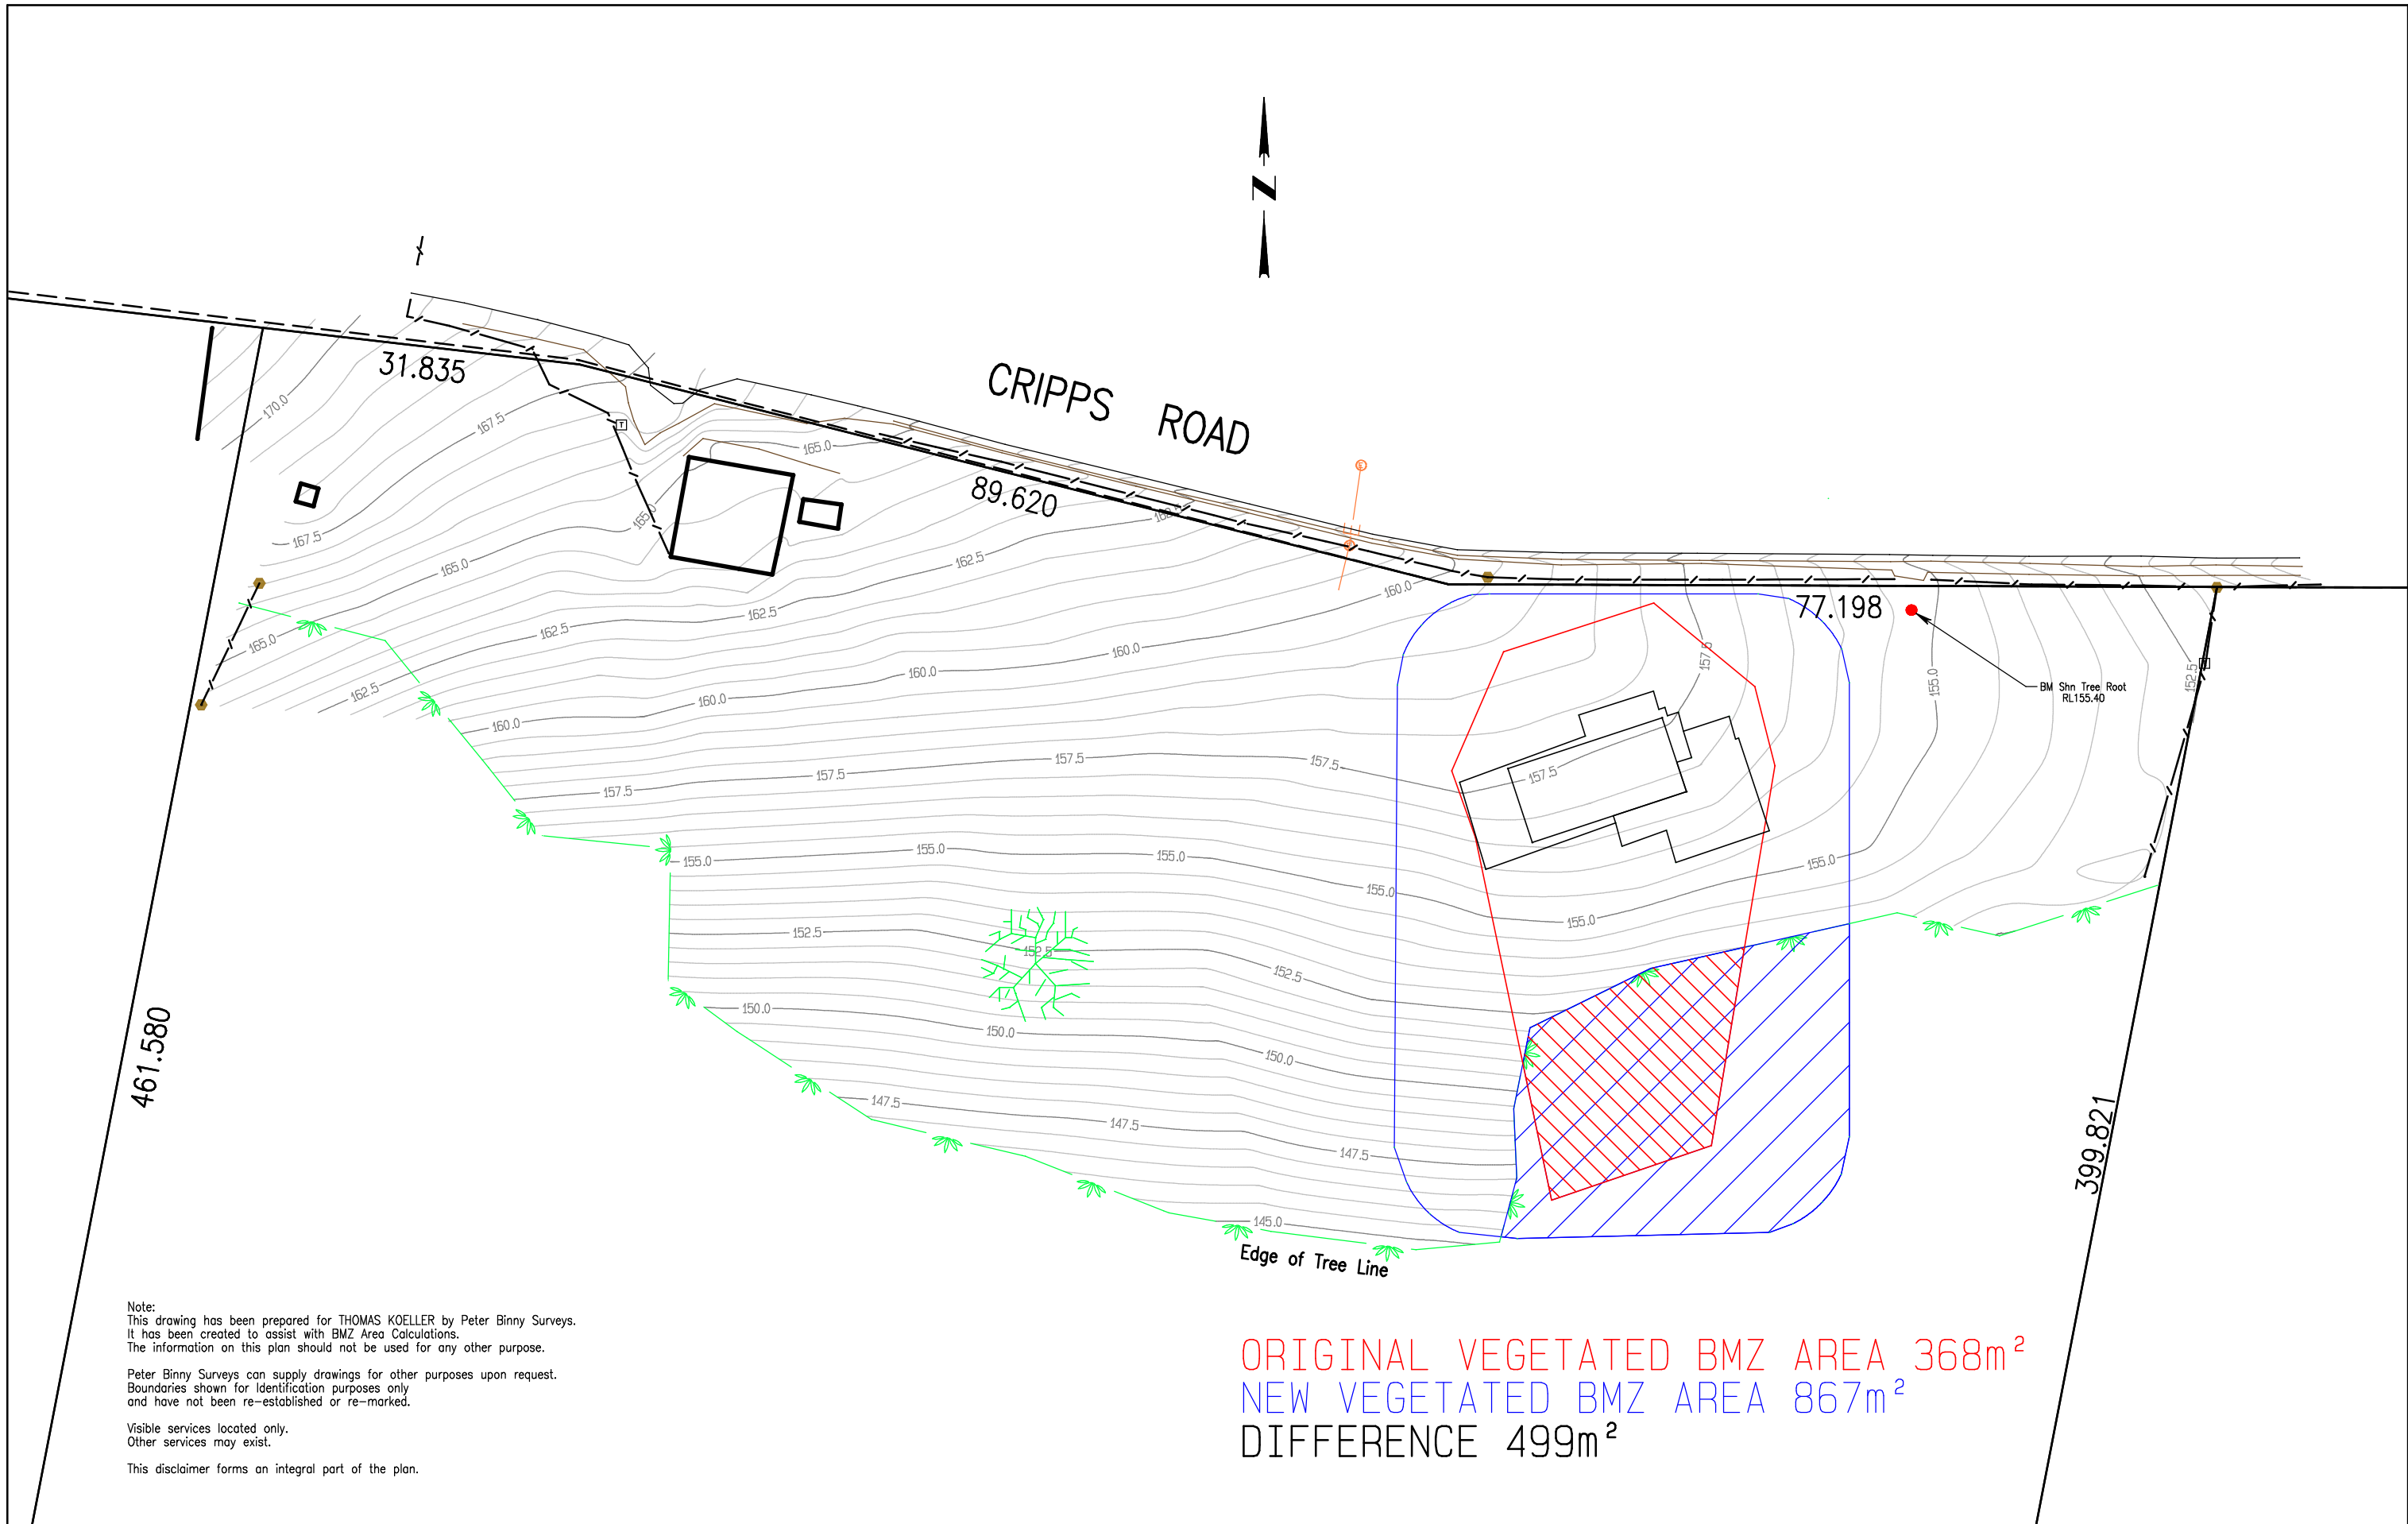 N
31.835
CRIPPS ROAD
170.0
167.5
T
165.0
89.620
165.0
162.5
167.5
165.0
162.5
160.0
77.198
162.5
160.0
165.0
157.5
152.5
155.0
BM Shn Tree Root
RL155.40
160.0
162.5
160.0
160.0
157.5
157.5
157.5
157.5
157.5
155.0
155.0
155.0
155.0
155.0
155.0
152.5
152.5
152.5
150.0
150.0
150.0
461.580
147.5
147.5
147.5
399.821
145.0
Edge of Tree Line
Note:
This drawing has been prepared for THOMAS KOELLER by Peter Binny Surveys.
It has been created to assist with BMZ Area Calculations.
The information on this plan should not be used for any other purpose.
Peter Binny Surveys can supply drawings for other purposes upon request.
Boundaries shown for Identification purposes only
and have not been re-established or re-marked.
Visible services located only.
Other services may exist.
This disclaimer forms an integral part of the plan.
ORIGINAL VEGETATED BMZ AREA 368m²
NEW VEGETATED BMZ AREA 867m²
DIFFERENCE 499m²